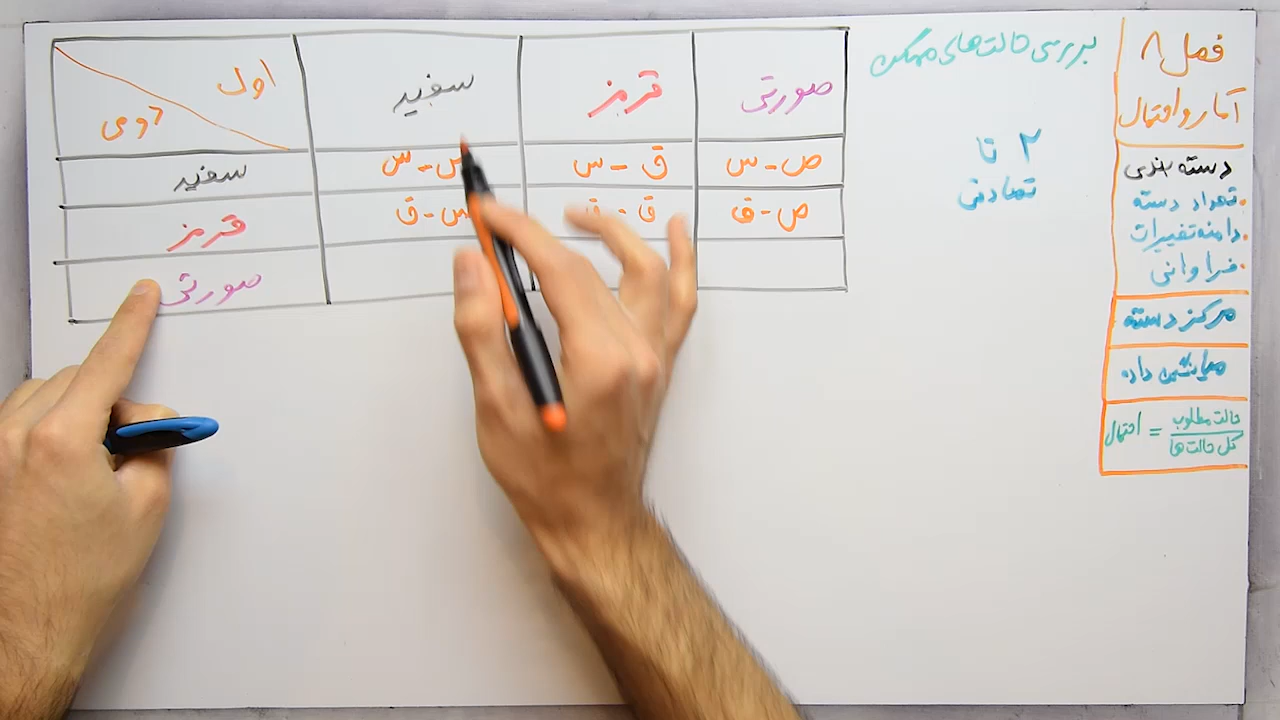 فصل ۸
آمار و احتمال
دسته بندی
• تعداد دسته
• دامنه تغییرات
• فراوانی
مرکز دسته
میانگین داده
احتمال = حالت مطلوب / کل حالت ها
بررسی حالت های ممکن
۲ تا
تصادفی
صورتی قرمز سفید اول دومی
ص-س ق-س س-س سفید
ص-ق ق-ق س-ق قرمز
صورتی